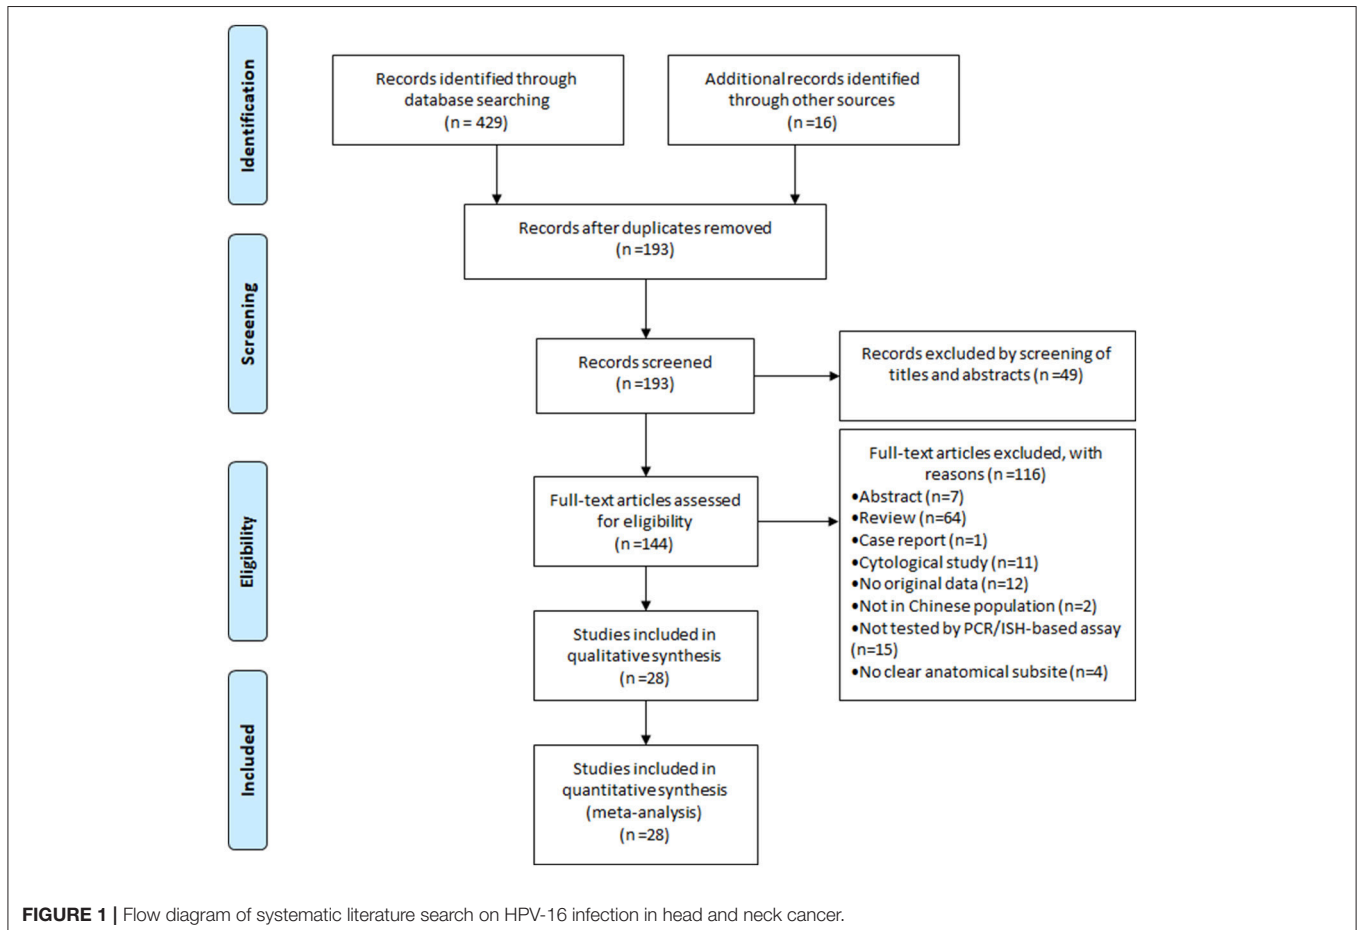 Identification
Records identified through
database searching
(n = 429)
Additional records identified
through other sources
(n =16)
Records after duplicates removed
(n =193)
Screening
Records screened
(n =193)
Records excluded by screening of
titles and abstracts (n =49)
Eligibility
Full-text articles assessed
for eligibility
(n =144)
Full-text articles excluded, with
reasons (n =116)
•Abstract (n=7)
•Review (n=64)
•Case report (n=1)
•Cytological study (n=11)
•No original data (n=12)
•Not in Chinese population (n=2)
•Not tested by PCR/ISH-based assay
(n=15)
•No clear anatomical subsite (n=4)
Studies included in
qualitative synthesis
(n =28)
Included
Studies included in
quantitative synthesis
(meta-analysis)
(n =28)
FIGURE 1 | Flow diagram of systematic literature search on HPV-16 infection in head and neck cancer.